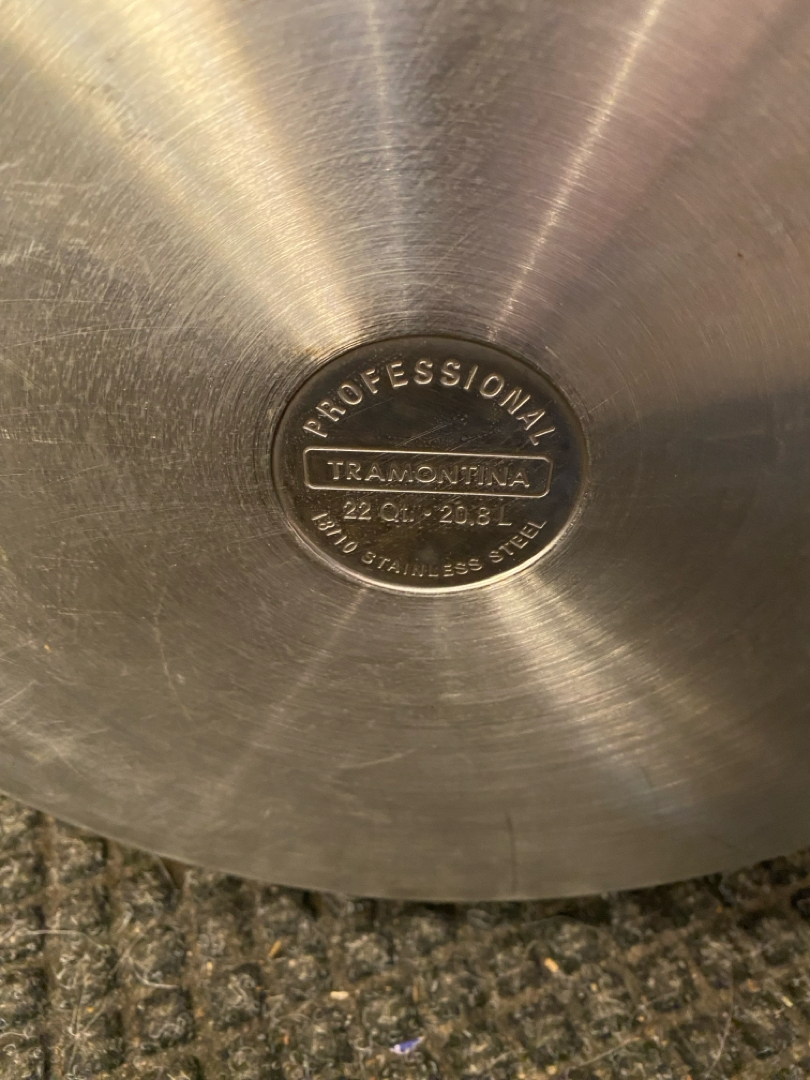 PROFESSIONAL
TRAMONTINA
22 Qt. - 20.8 L
18/10 STAINLESS STEEL